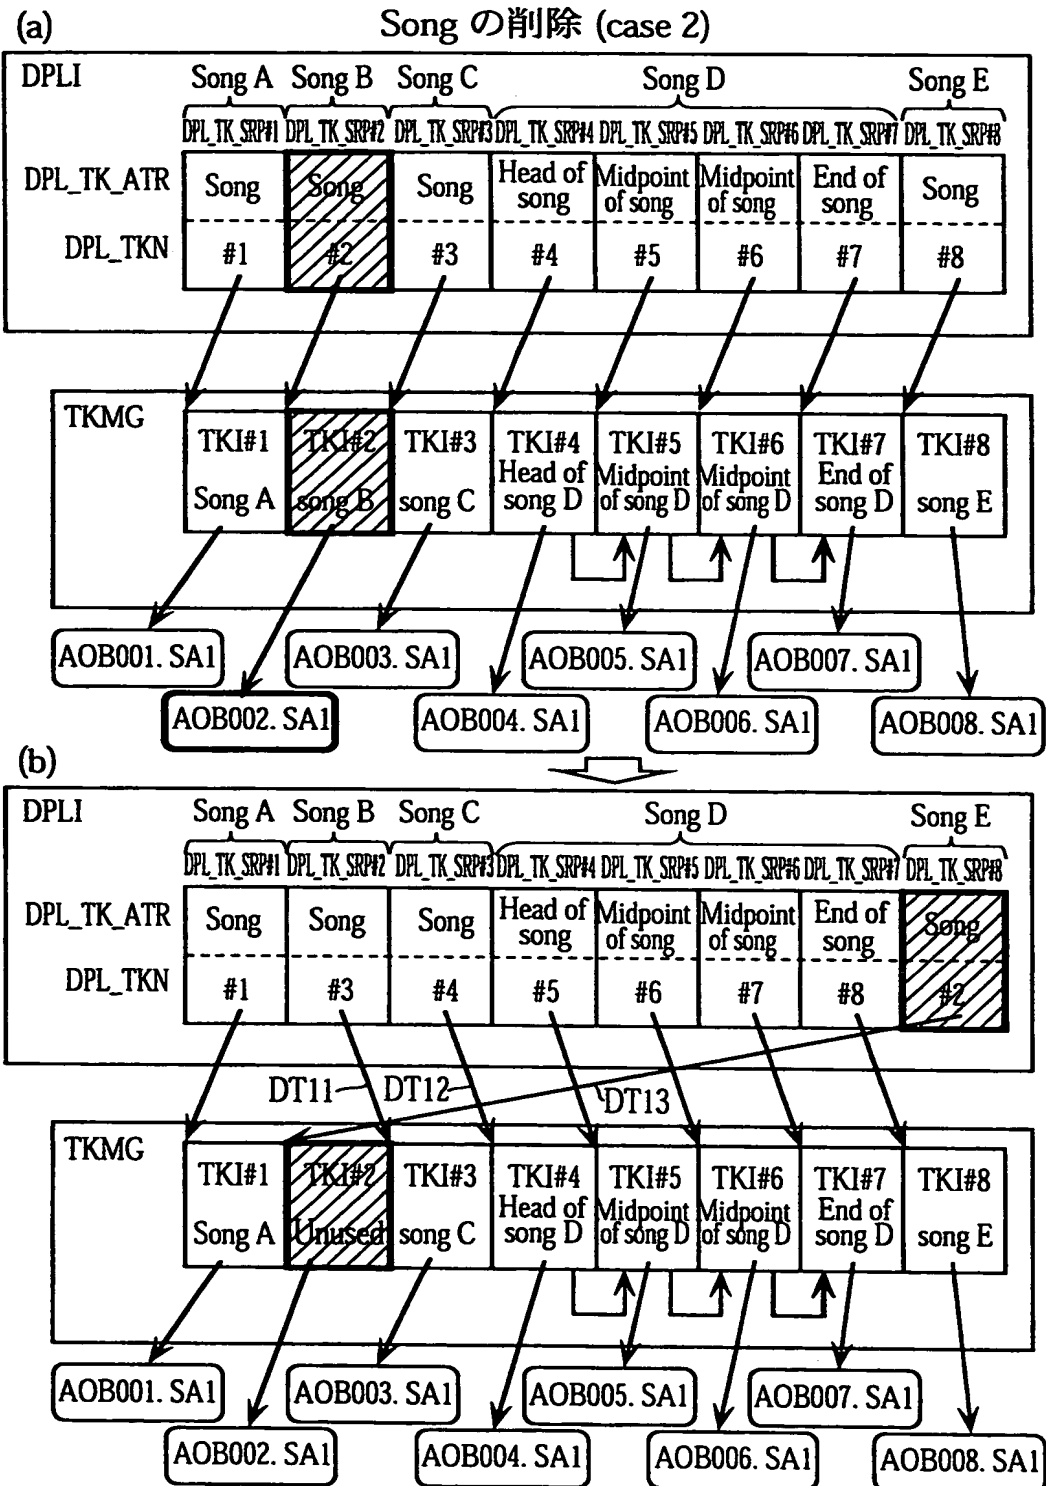 (a) Song の削除 (case 2)
DPLI
Song A Song B Song C Song D Song E
DPL_TK_SRP#1 DPL_TK_SRP#2 DPL_TK_SRP#3 DPL_TK_SRP#4 DPL_TK_SRP#5 DPL_TK_SRP#6 DPL_TK_SRP#7 DPL_TK_SRP#8
DPL_TK_ATR Song Song Song Head of song Midpoint of song Midpoint of song End of song Song
DPL_TKN #1 #2 #3 #4 #5 #6 #7 #8
TKMG
TKI#1 TKI#2 TKI#3 TKI#4 TKI#5 TKI#6 TKI#7 TKI#8
Song A song B song C Head of song D Midpoint of song D Midpoint of song D End of song D song E
AOB001. SA1 AOB003. SA1 AOB005. SA1 AOB007. SA1
AOB002. SA1 AOB004. SA1 AOB006. SA1 AOB008. SA1
(b)
DPLI
Song A Song B Song C Song D Song E
DPL_TK_SRP#1 DPL_TK_SRP#2 DPL_TK_SRP#3 DPL_TK_SRP#4 DPL_TK_SRP#5 DPL_TK_SRP#6 DPL_TK_SRP#7 DPL_TK_SRP#8
DPL_TK_ATR Song Song Song Head of song Midpoint of song Midpoint of song End of song Song
DPL_TKN #1 #3 #4 #5 #6 #7 #8 #2
DT11 DT12 DT13
TKMG
TKI#1 TKI#2 TKI#3 TKI#4 TKI#5 TKI#6 TKI#7 TKI#8
Song A Unused song C Head of song D Midpoint of song D Midpoint of song D End of song D song E
AOB001. SA1 AOB003. SA1 AOB005. SA1 AOB007. SA1
AOB002. SA1 AOB004. SA1 AOB006. SA1 AOB008. SA1